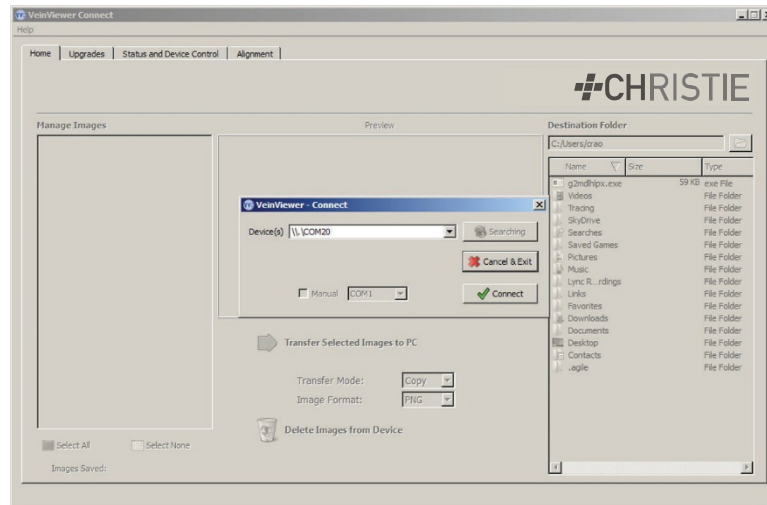 VeinViewer Connect
Help
Home Upgrades Status and Device Control Alignment
CHRISTIE
Manage Images
Preview
Destination Folder
C:/Users/crao
Name Size Type
g2mdlhlpx.exe 59 KB exe File
Videos File Folder
Tracing File Folder
SkyDrive File Folder
Searches File Folder
Saved Games File Folder
Pictures File Folder
Music File Folder
Lync R...rdings File Folder
Links File Folder
Favorites File Folder
Downloads File Folder
Documents File Folder
Desktop File Folder
Contacts File Folder
.agile File Folder
VeinViewer - Connect
Device(s) \\.\COM20 Searching
Cancel & Exit
Manual COM1 Connect
Transfer Selected Images to PC
Transfer Mode: Copy
Image Format: PNG
Delete Images from Device
Select All Select None
Images Saved: